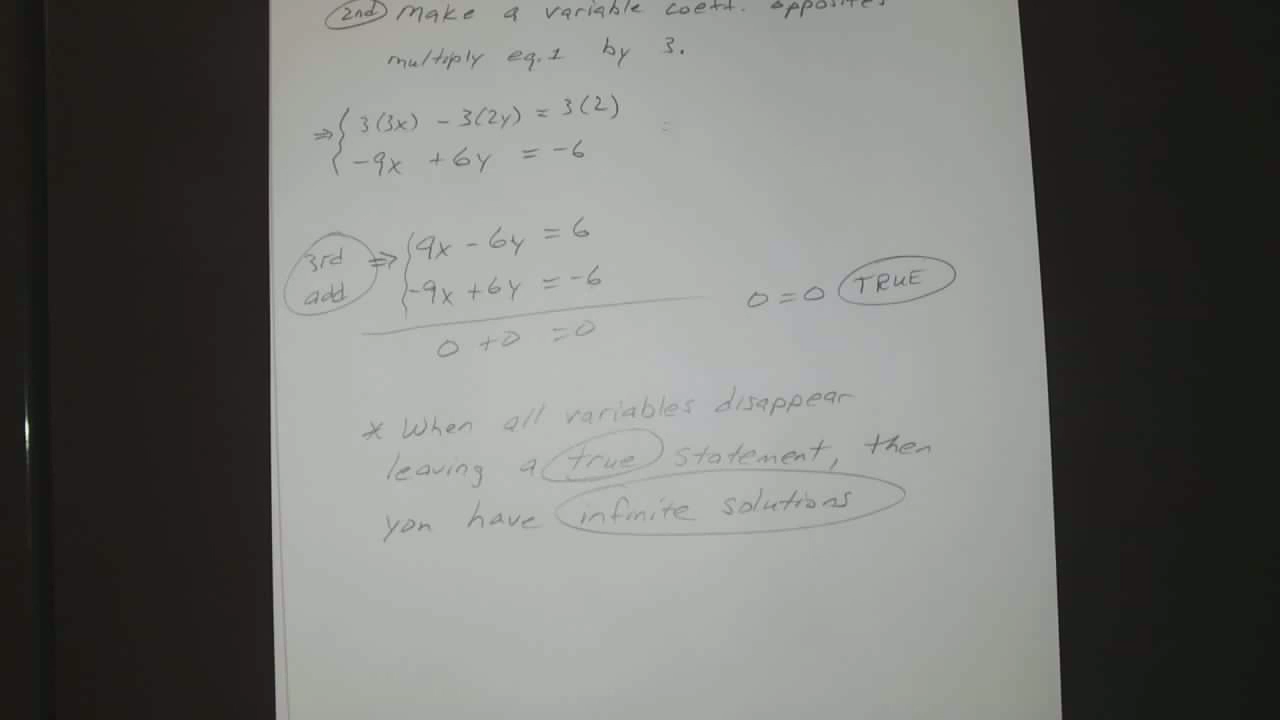 2nd Make a variable coeff. opposites
multiply eq.1 by 3.
⇒ { 3(3x) - 3(2y) = 3(2)
-9x + 6y = -6
3rd add ⇒ { 9x - 6y = 6
-9x + 6y = -6
0 + 0 = 0
0 = 0 TRUE
* When all variables disappear
leaving a true statement, then
you have infinite solutions